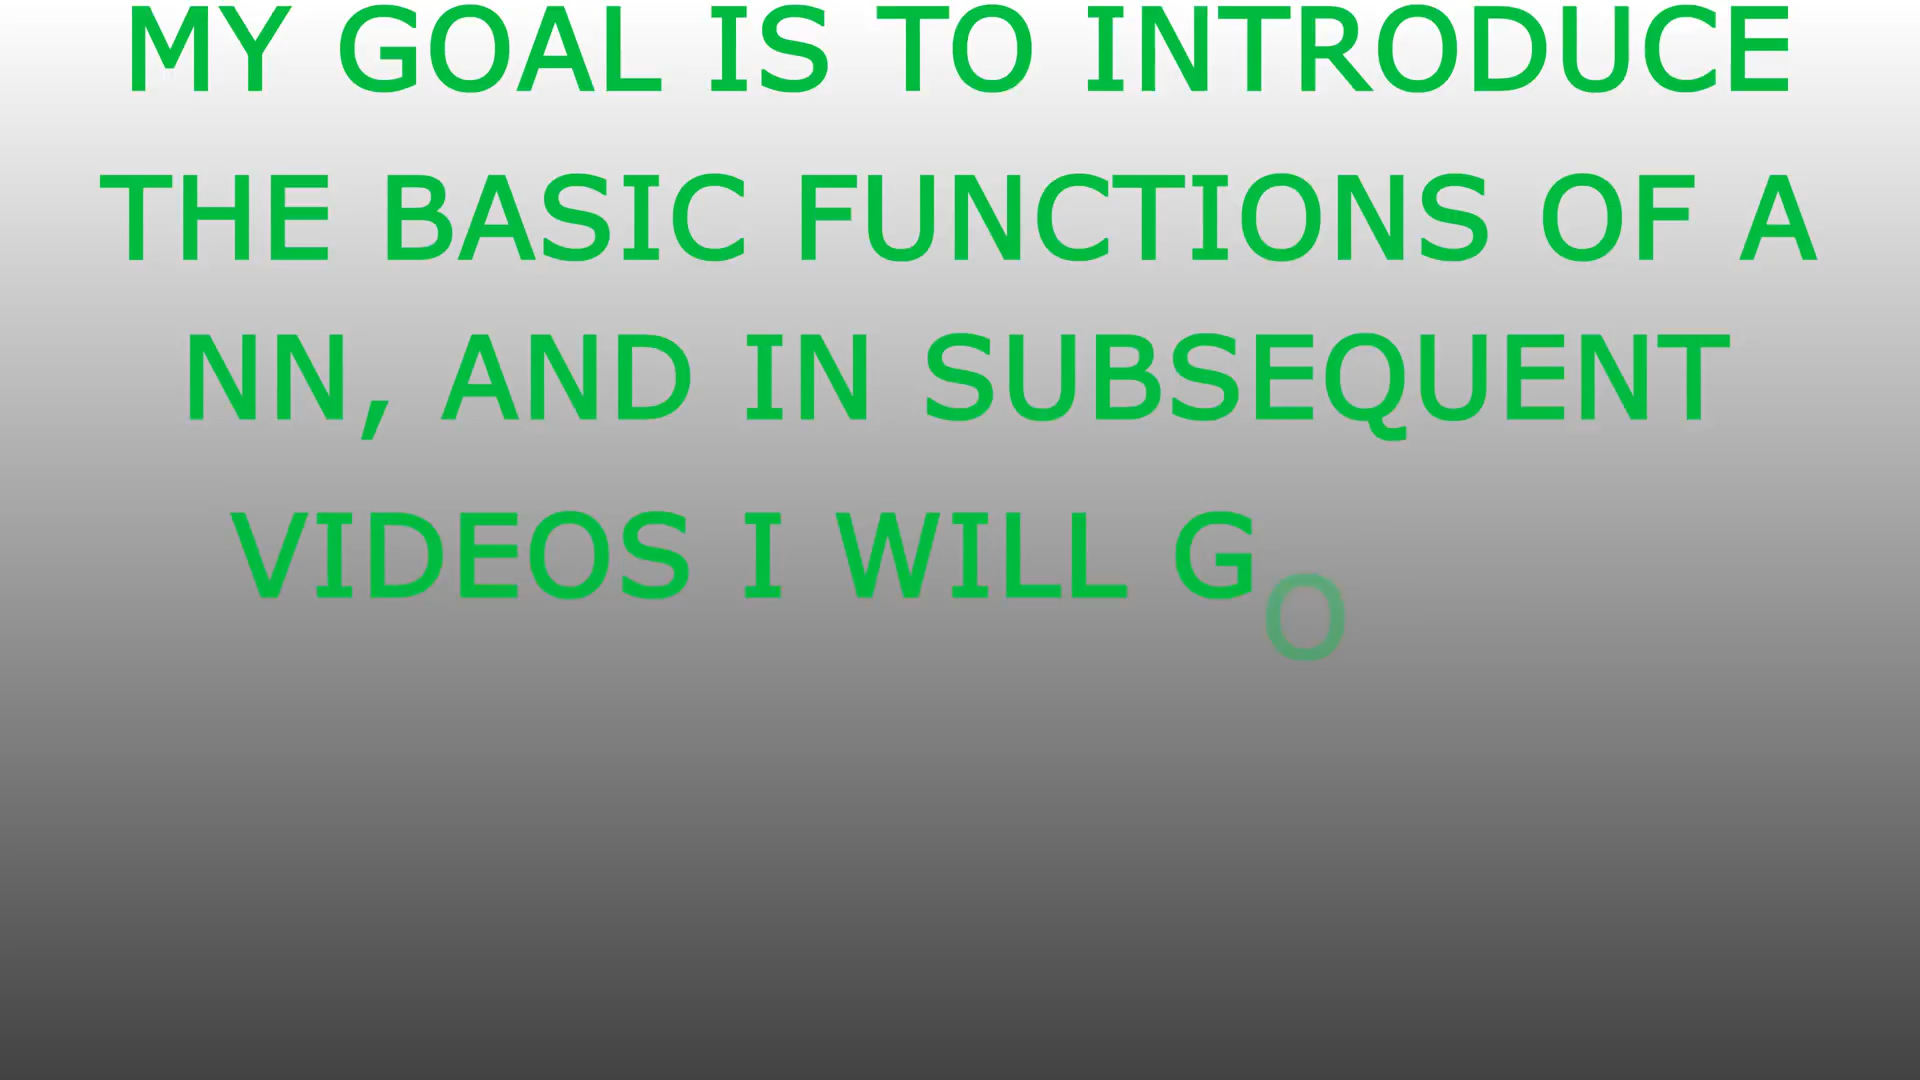 MY GOAL IS TO INTRODUCE
THE BASIC FUNCTIONS OF A
NN, AND IN SUBSEQUENT
VIDEOS I WILL GO